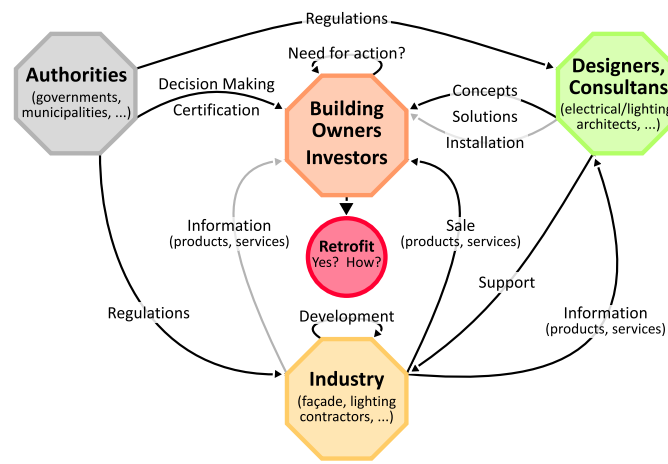 Regulations
Need for action?
Authorities
(governments,
municipalities, ...)
Decision Making
Certification
Building
Owners
Investors
Concepts
Solutions
Installation
Designers,
Consultans
(electrical/lighting
architects, ...)
Information
(products, services)
Retrofit
Yes?  How?
Sale
(products, services)
Support
Regulations
Development
Information
(products, services)
Industry
(façade, lighting
contractors, ...)